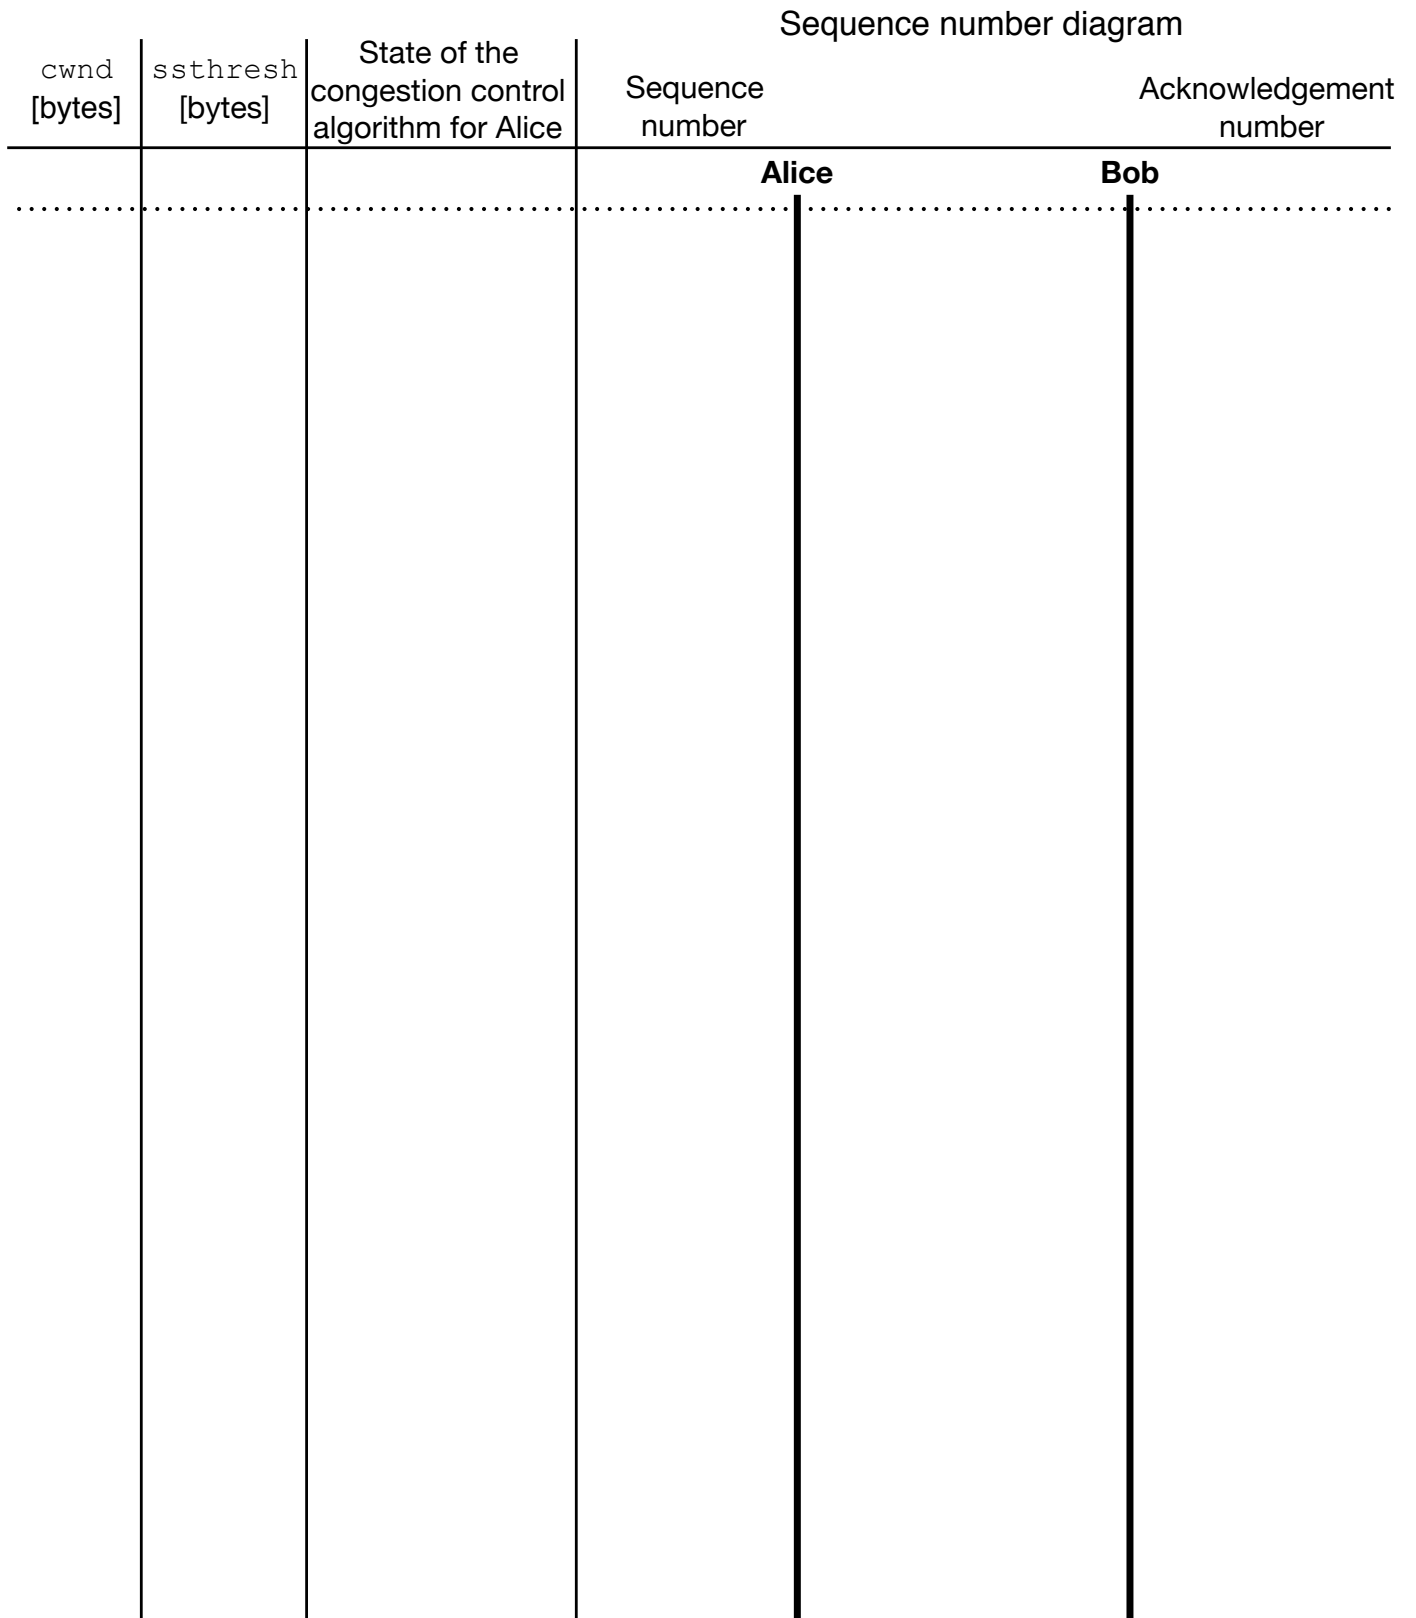 Sequence number diagram
cwnd
[bytes]
ssthresh
[bytes]
State of the
congestion control
algorithm for Alice
Sequence
number
Acknowledgement
number
Alice
Bob